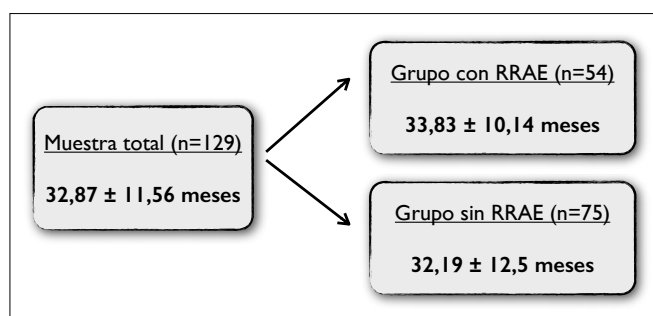 Muestra total (n=129)
32,87 ± 11,56 meses
Grupo con RRAE (n=54)
33,83 ± 10,14 meses
Grupo sin RRAE (n=75)
32,19 ± 12,5 meses